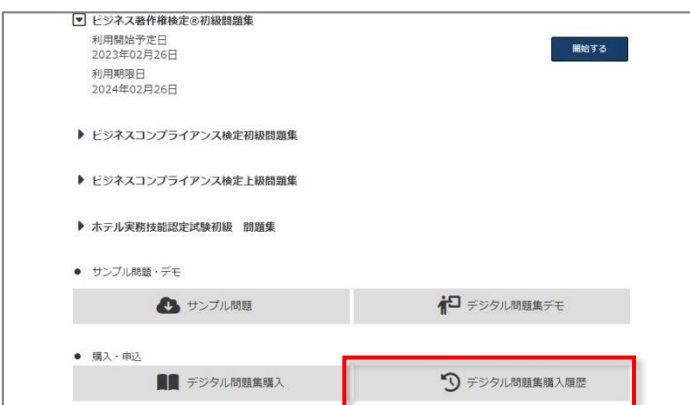 ビジネス著作権検定®初級問題集
利用開始予定日
2023年02月26日
開始する
利用期限日
2024年02月26日
ビジネスコンプライアンス検定初級問題集
ビジネスコンプライアンス検定上級問題集
ホテル実務技能認定試験初級　問題集
サンプル問題・デモ
サンプル問題
デジタル問題集デモ
購入・申込
デジタル問題集購入
デジタル問題集購入履歴